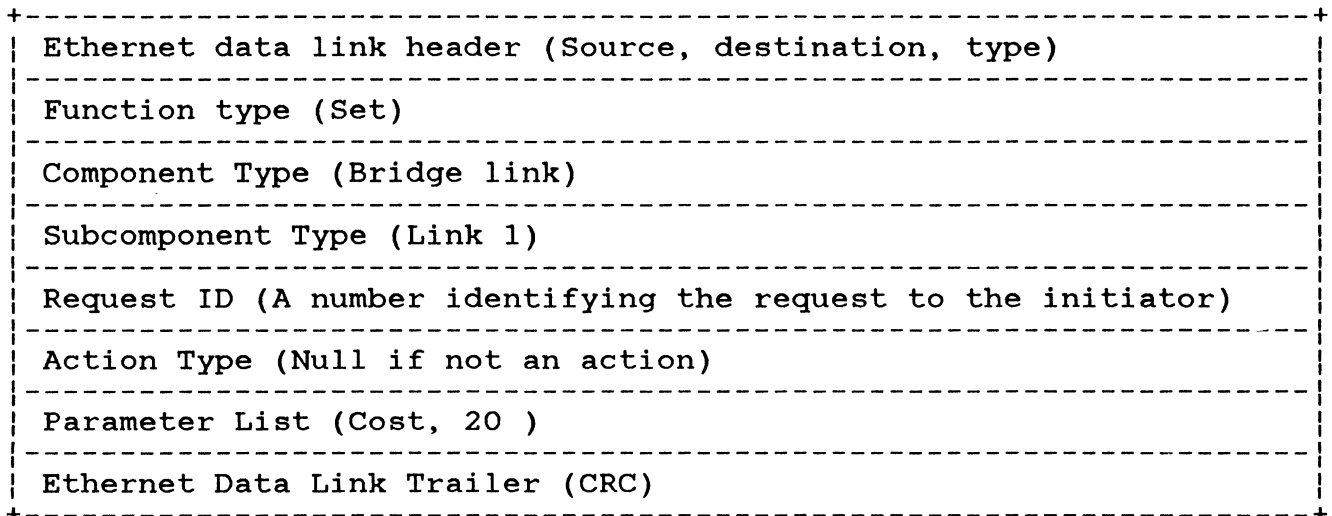 Ethernet data link header (Source, destination, type)
Function type (Set)
Component Type (Bridge link)
Subcomponent Type (Link 1)
Request ID (A number identifying the request to the initiator)
Action Type (Null if not an action)
Parameter List (Cost, 20 )
Ethernet Data Link Trailer (CRC)